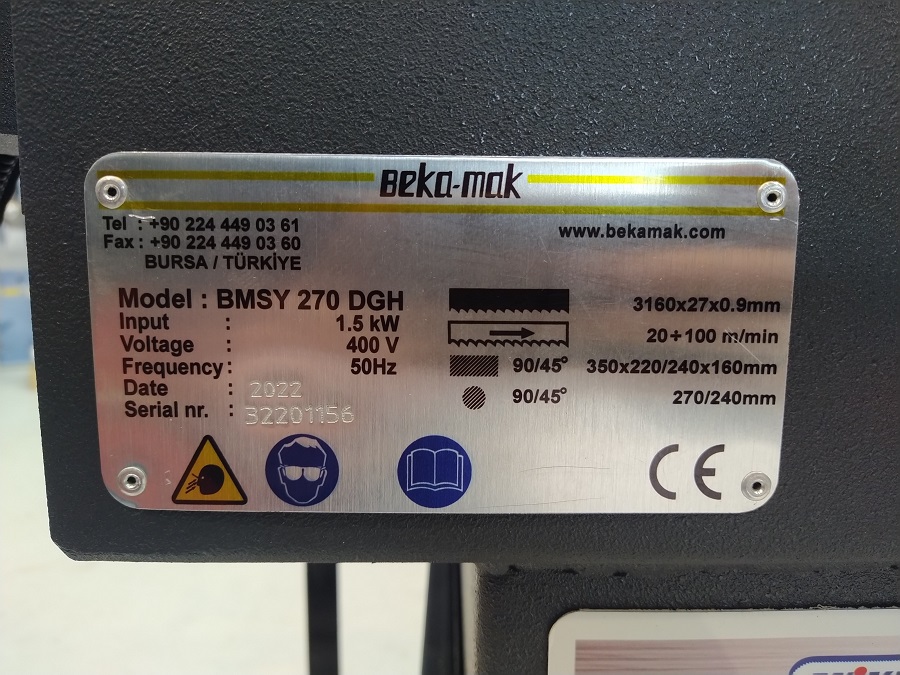 Beka-mak
Tel : +90 224 449 03 61
Fax : +90 224 449 03 60
BURSA / TÜRKİYE
www.bekamak.com
Model : BMSY 270 DGH
Input : 1.5 kW
Voltage : 400 V
Frequency : 50Hz
Date : 2022
Serial nr. : 32201156
3160x27x0.9mm
20÷100 m/min
90/45° 350x220/240x160mm
90/45° 270/240mm
CE